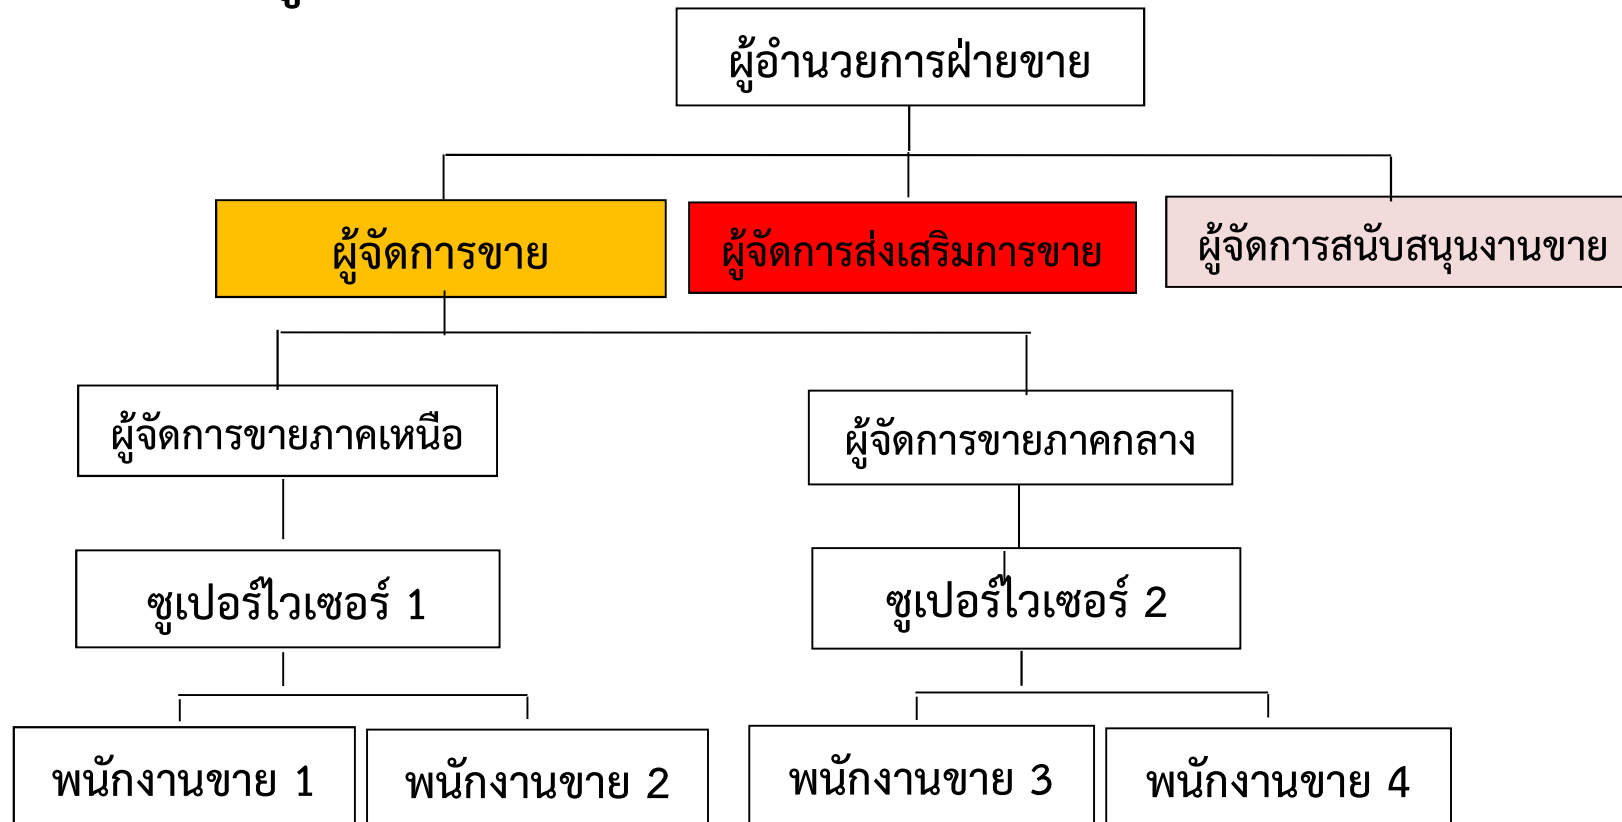 ผู้อำนวยการฝ่ายขาย
ผู้จัดการขาย
ผู้จัดการส่งเสริมการขาย
ผู้จัดการสนับสนุนงานขาย
ผู้จัดการขายภาคเหนือ
ผู้จัดการขายภาคกลาง
ซูเปอร์ไวเซอร์ 1
ซูเปอร์ไวเซอร์ 2
พนักงานขาย 1
พนักงานขาย 2
พนักงานขาย 3
พนักงานขาย 4